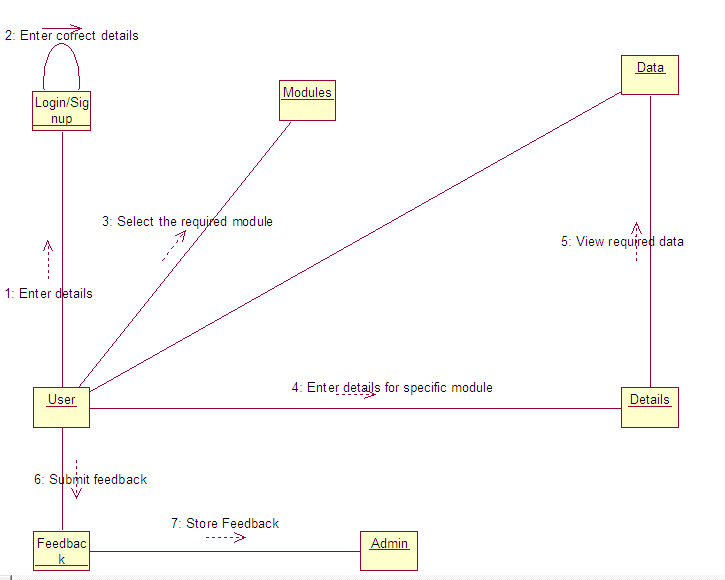 2: Enter correct details
Data
Login/Sig
nup
Modules
3: Select the required module
5: View required data
1: Enter details
User
4: Enter details for specific module
Details
6: Submit feedback
7: Store Feedback
Feedbac
k
Admin